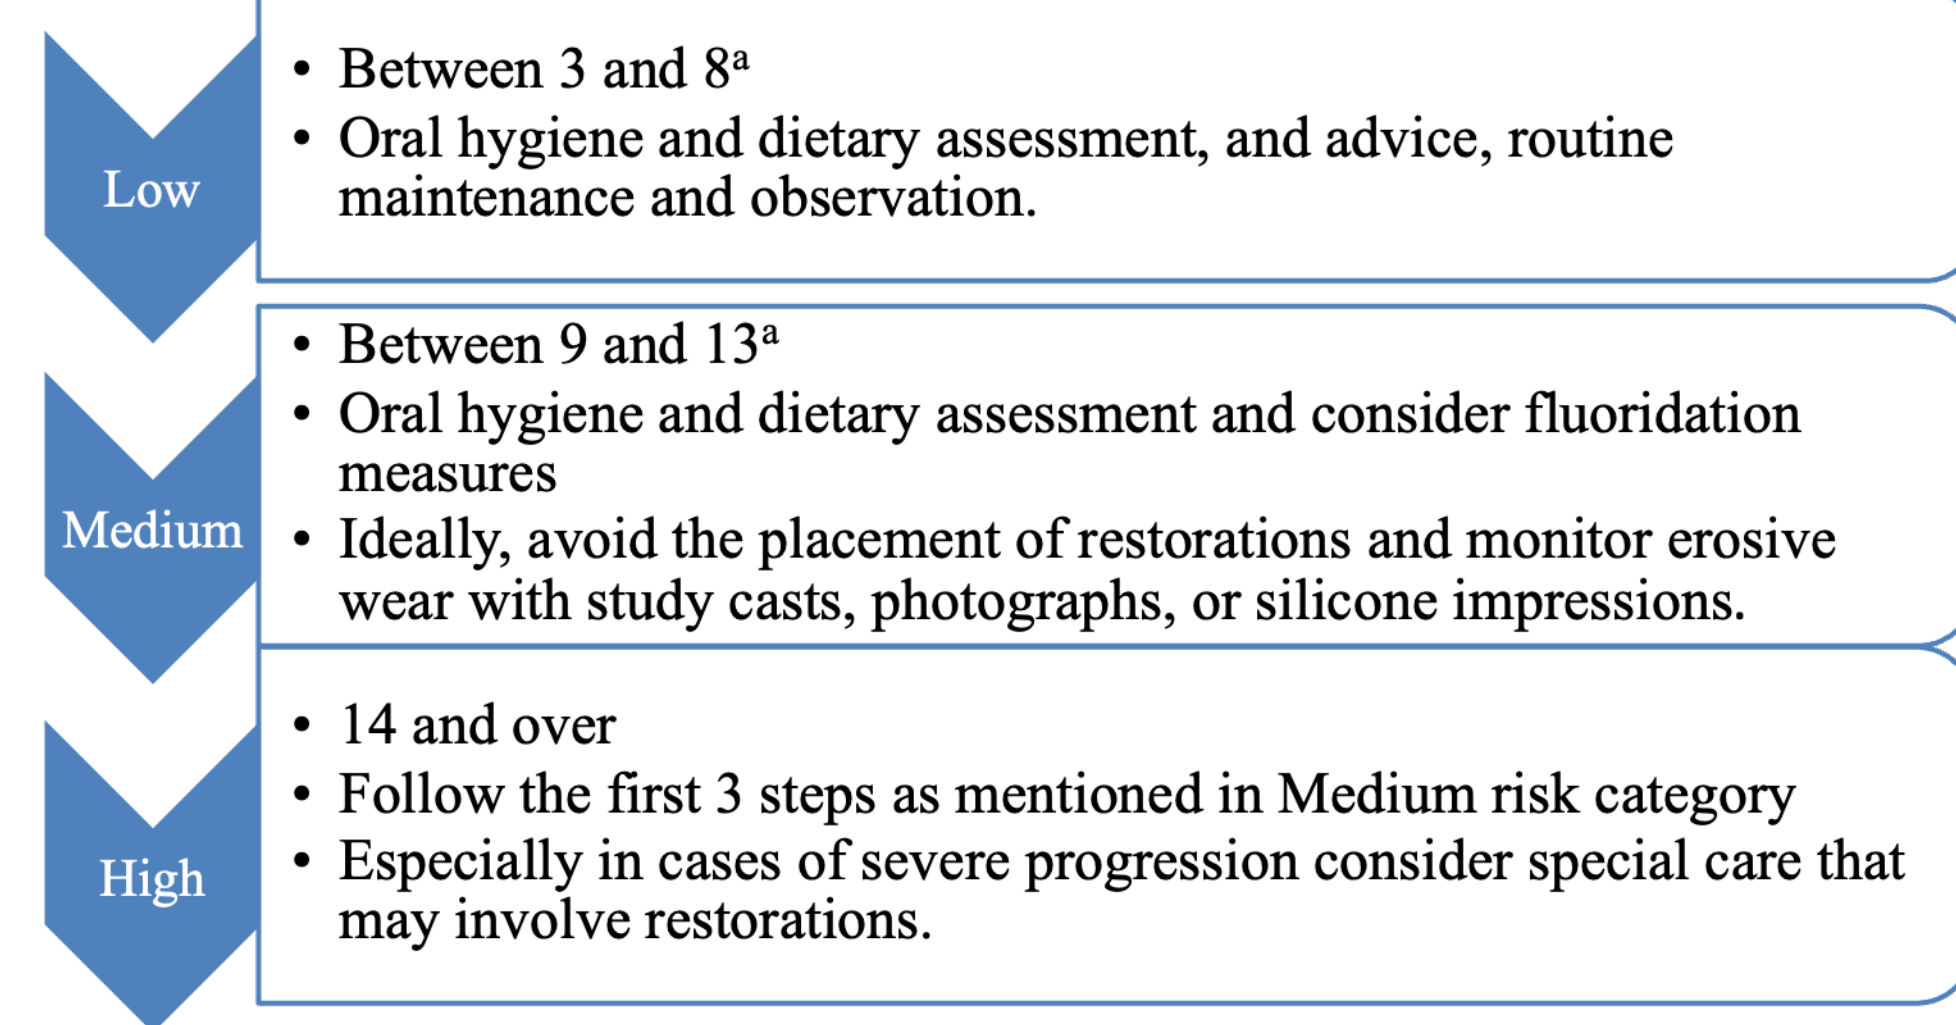 Low
• Between 3 and 8ª
• Oral hygiene and dietary assessment, and advice, routine
maintenance and observation.
Medium
• Between 9 and 13ª
• Oral hygiene and dietary assessment and consider fluoridation
measures
• Ideally, avoid the placement of restorations and monitor erosive
wear with study casts, photographs, or silicone impressions.
High
• 14 and over
• Follow the first 3 steps as mentioned in Medium risk category
• Especially in cases of severe progression consider special care that
may involve restorations.